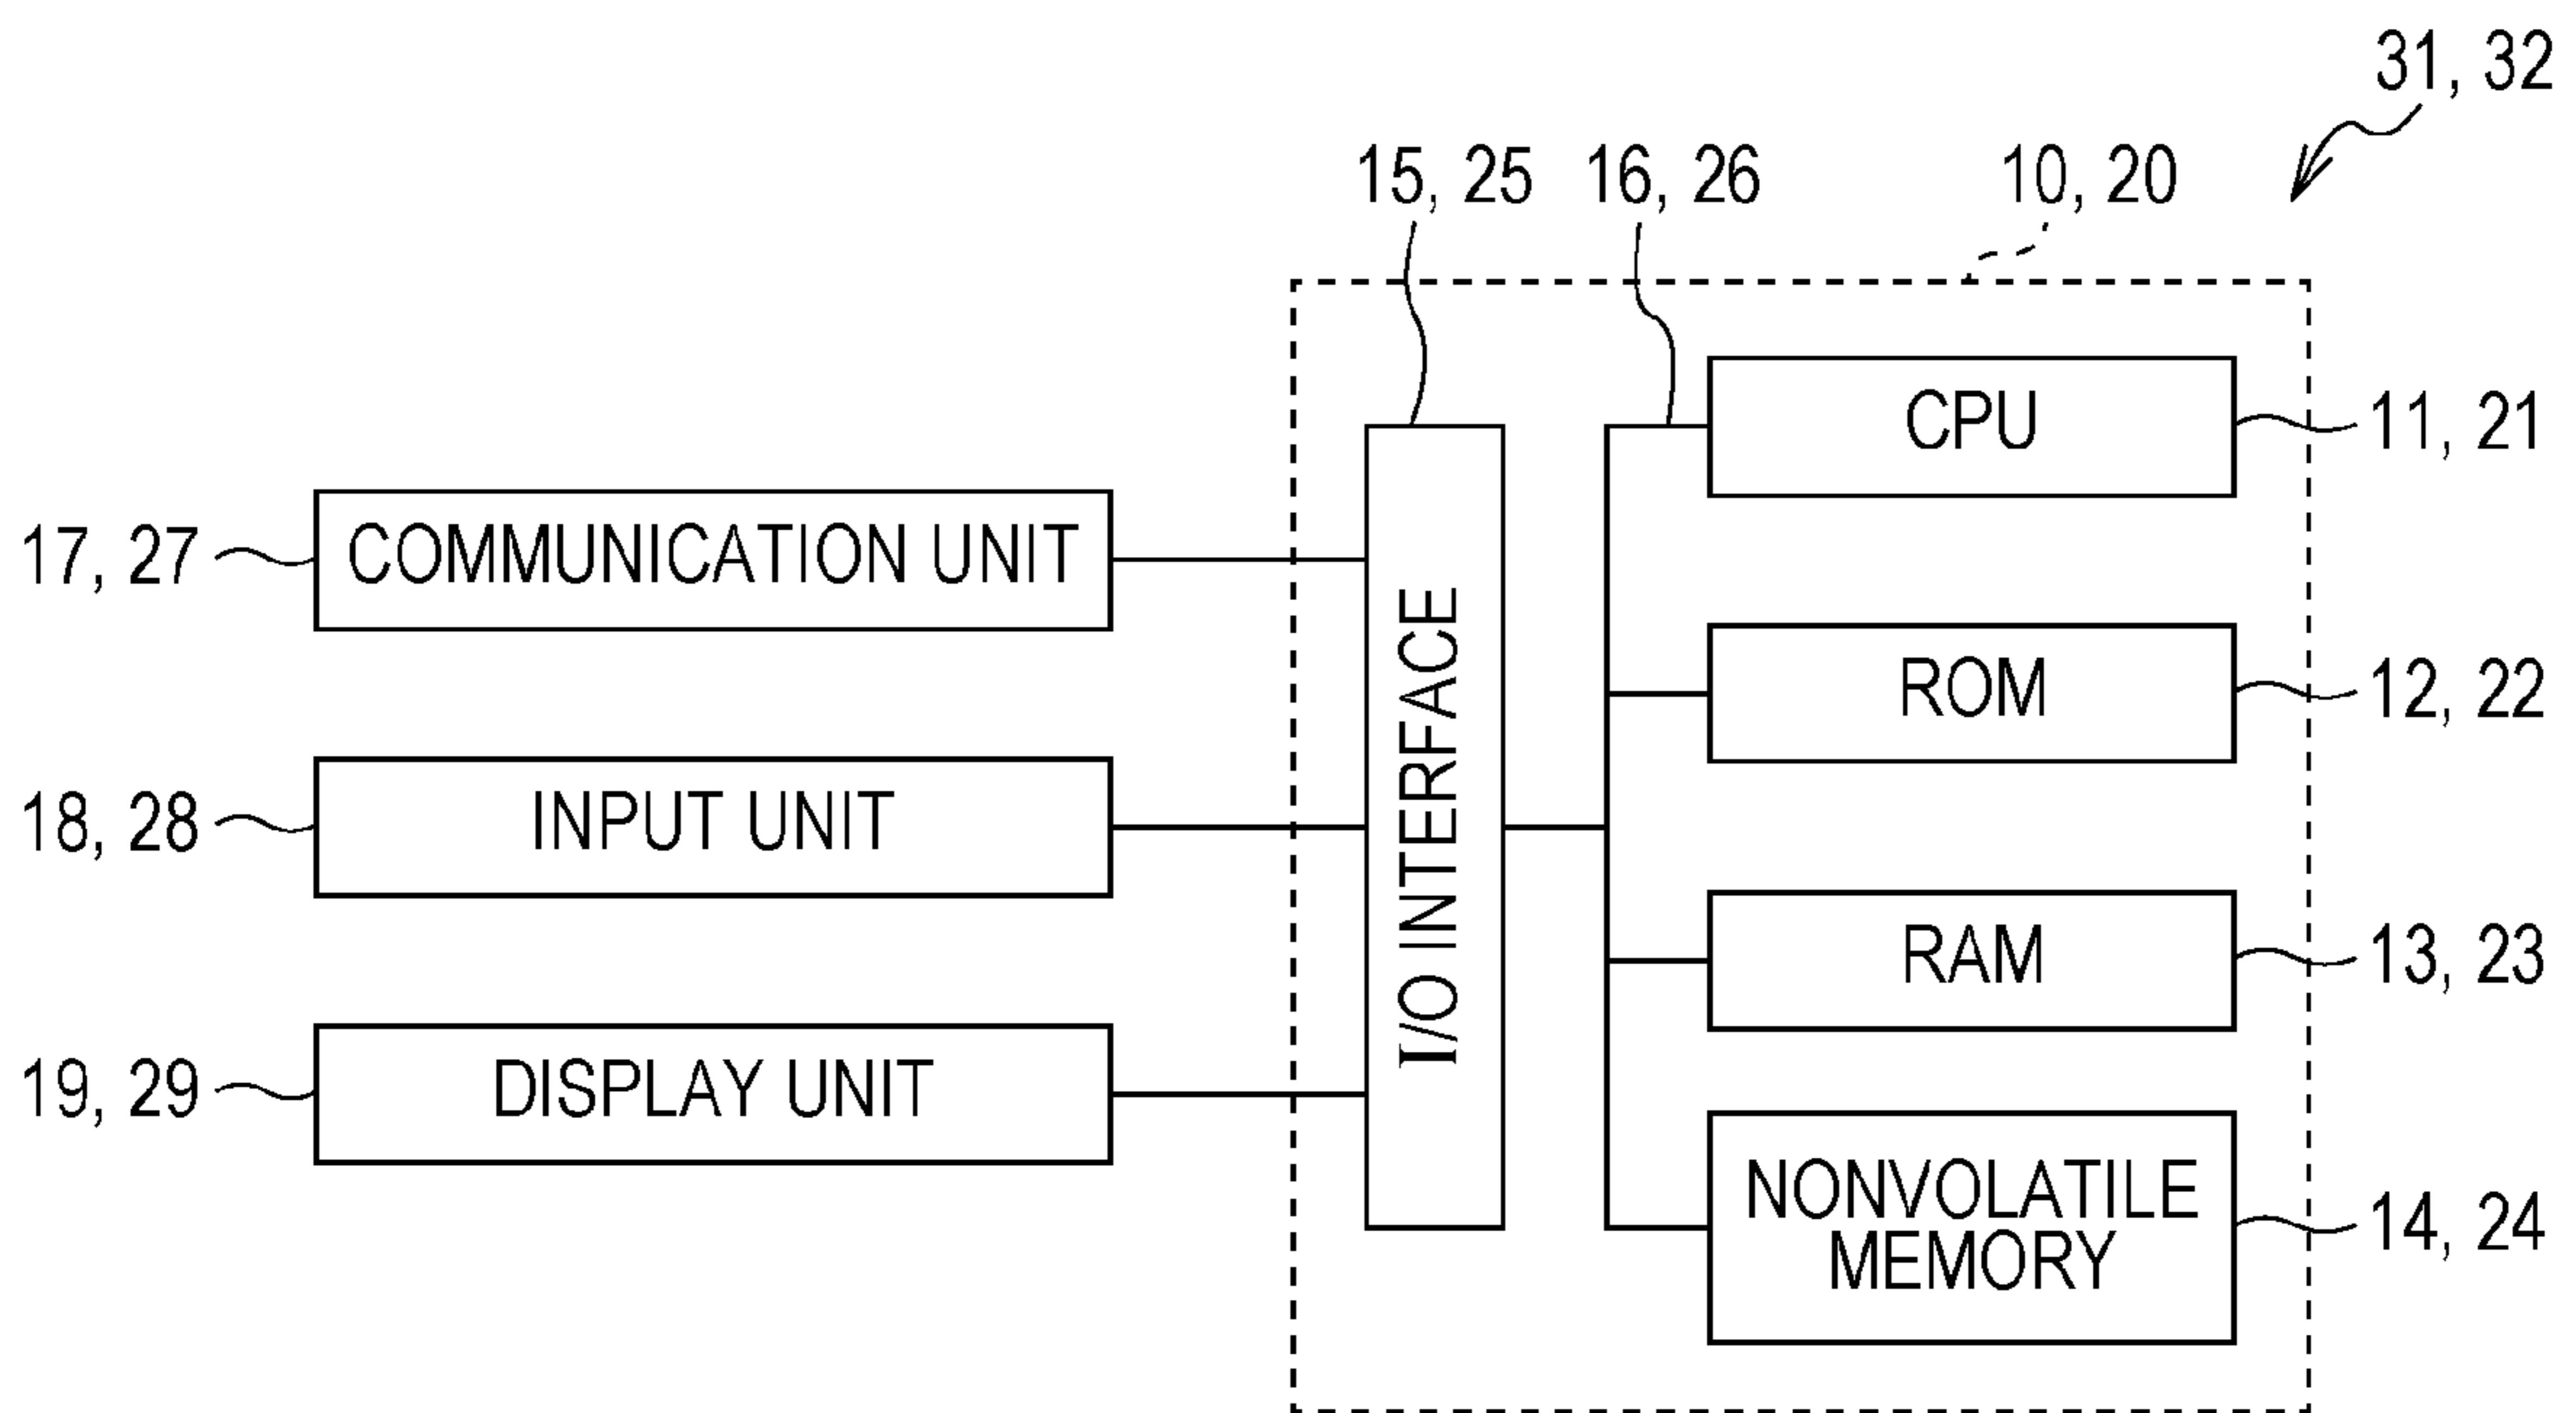 31, 32
15, 25
16, 26
10, 20
CPU
11, 21
17, 27
COMMUNICATION UNIT
I/O INTERFACE
ROM
12, 22
18, 28
INPUT UNIT
RAM
13, 23
19, 29
DISPLAY UNIT
NONVOLATILE
MEMORY
14, 24